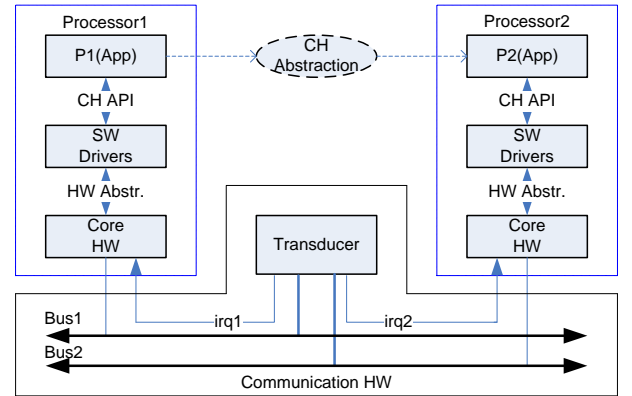 Processor1
Processor2
P1(App)
CH
Abstraction
P2(App)
CH API
CH API
SW
Drivers
SW
Drivers
HW Abstr.
HW Abstr.
Core
HW
Transducer
Core
HW
Bus1
irq1
irq2
Bus2
Communication HW